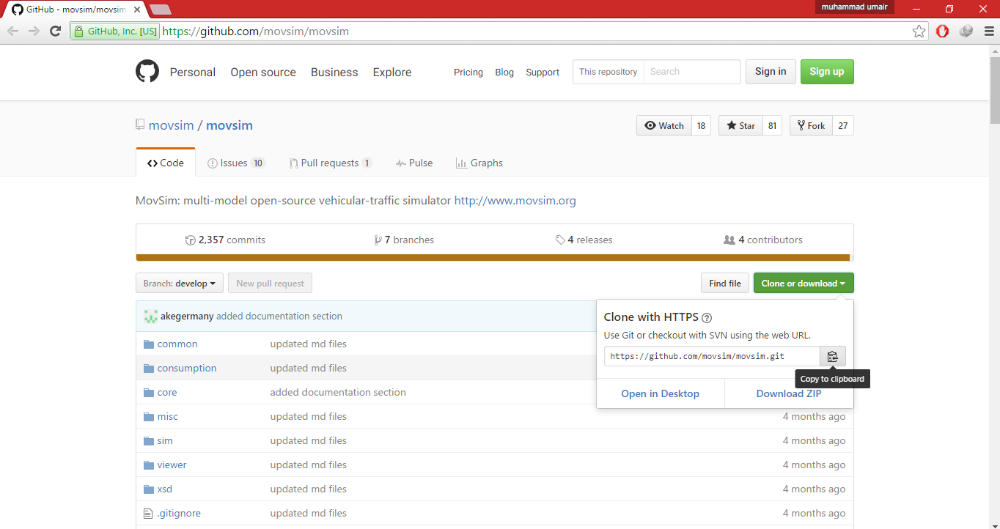 GitHub - movsim/movsim
muhammad umair
GitHub, Inc. [US] https://github.com/movsim/movsim
Personal Open source Business Explore Pricing Blog Support This repository Search Sign in Sign up
movsim / movsim Watch 18 Star 81 Fork 27
Code Issues 10 Pull requests 1 Pulse Graphs
MovSim: multi-model open-source vehicular-traffic simulator http://www.movsim.org
2,357 commits 7 branches 4 releases 4 contributors
Branch: develop New pull request Find file Clone or download
akegermany added documentation section
Clone with HTTPS ?
Use Git or checkout with SVN using the web URL.
https://github.com/movsim/movsim.git
Copy to clipboard
Open in Desktop Download ZIP
common updated md files
consumption updated md files
core added documentation section
misc updated md files 4 months ago
sim updated md files 4 months ago
viewer updated md files 4 months ago
xsd updated md files 4 months ago
.gitignore updated md files 4 months ago